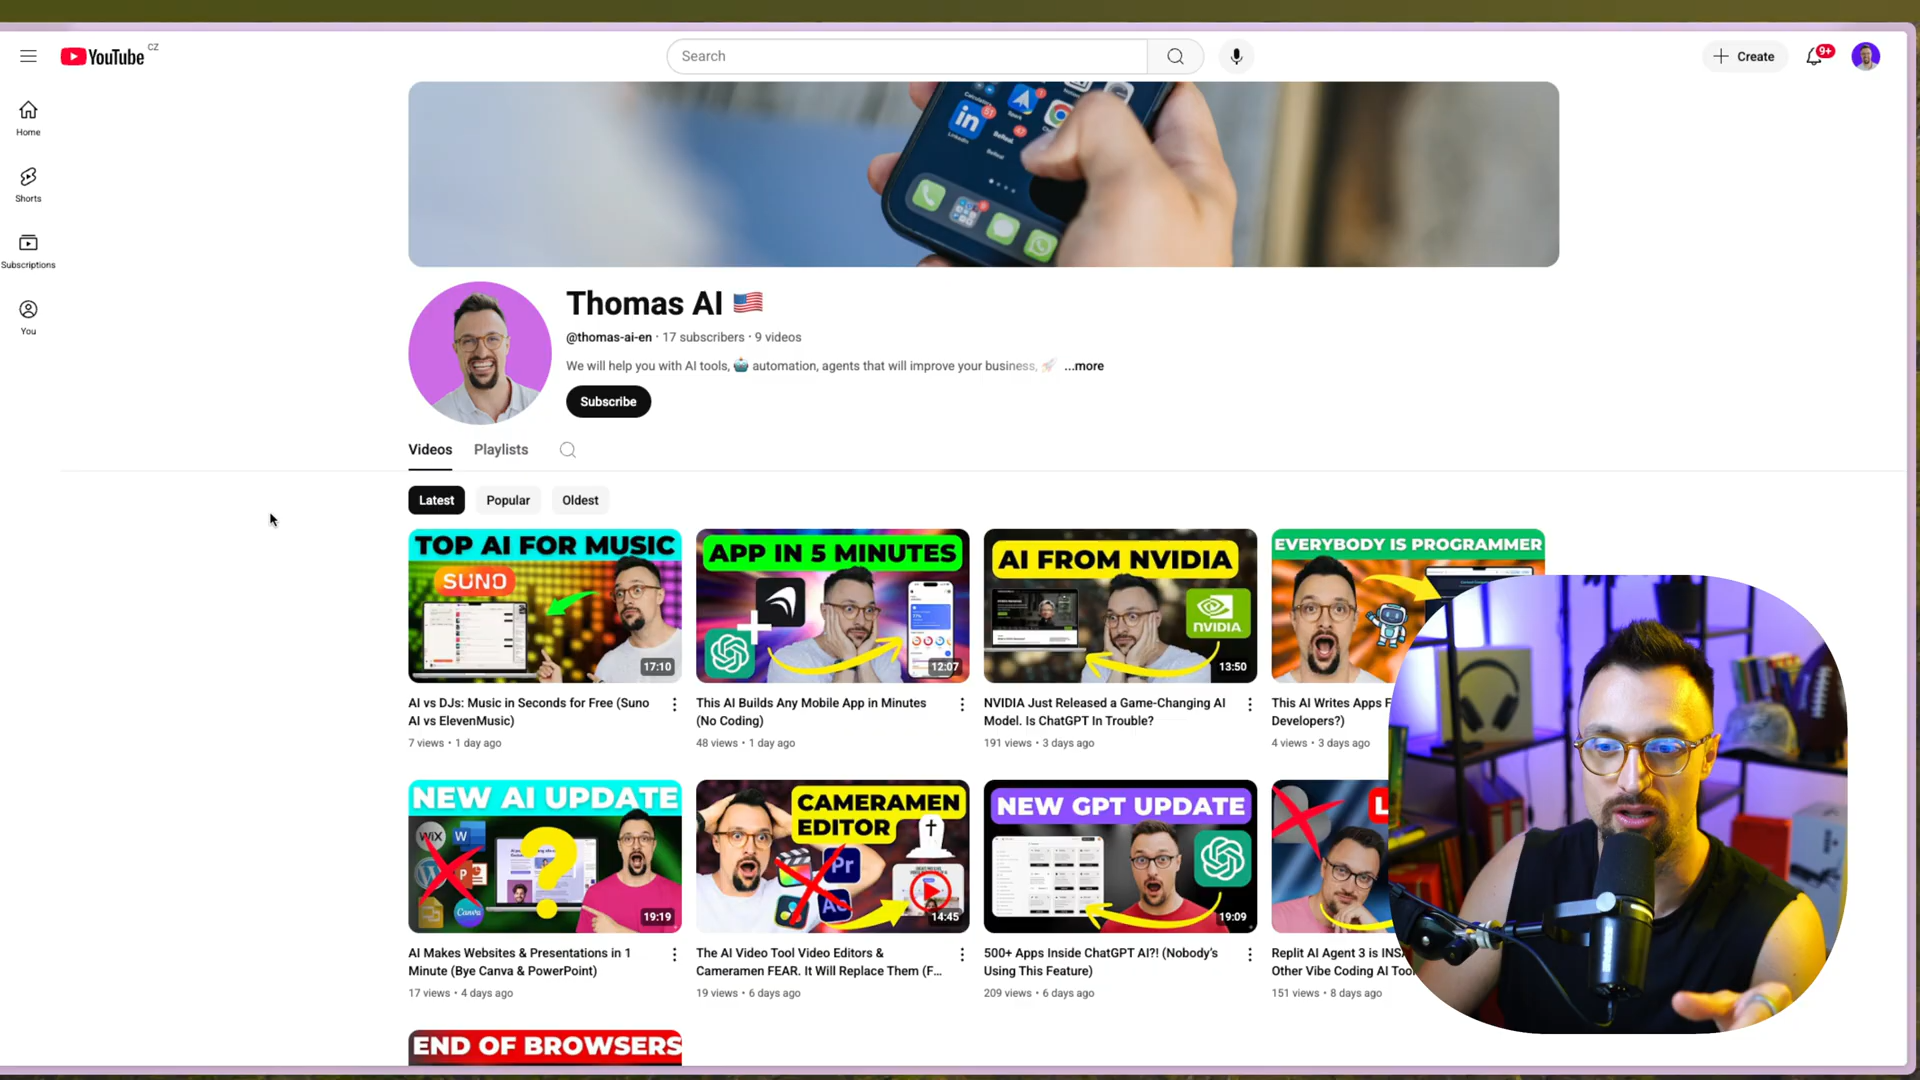 YouTube CZ
Search
Create
9+
Home
Shorts
Subscriptions
You
Thomas AI 🇺🇸
@thomas-ai-en · 17 subscribers · 9 videos
We will help you with AI tools, 🤖 automation, agents that will improve your business, 🚀 ...more
Subscribe
Videos
Playlists
Latest
Popular
Oldest
TOP AI FOR MUSIC
SUNO
17:10
AI vs DJs: Music in Seconds for Free (Suno
AI vs ElevenMusic)
7 views • 1 day ago
APP IN 5 MINUTES
12:07
This AI Builds Any Mobile App in Minutes
(No Coding)
48 views • 1 day ago
AI FROM NVIDIA
NVIDIA
13:50
NVIDIA Just Released a Game-Changing AI
Model. Is ChatGPT In Trouble?
191 views • 3 days ago
EVERYBODY IS PROGRAMMER
This AI Writes Apps F
Developers?)
4 views • 3 days ago
NEW AI UPDATE
WiX
W
P
Canva
?
19:19
AI Makes Websites & Presentations in 1
Minute (Bye Canva & PowerPoint)
17 views • 4 days ago
CAMERAMEN
EDITOR
Pr
Ae
14:45
The AI Video Tool Video Editors &
Cameramen FEAR. It Will Replace Them (F...
19 views • 6 days ago
NEW GPT UPDATE
19:09
500+ Apps Inside ChatGPT AI?! (Nobody's
Using This Feature)
209 views • 6 days ago
Replit AI Agent 3 is INSA
Other Vibe Coding AI Too
151 views • 8 days ago
END OF BROWSERS